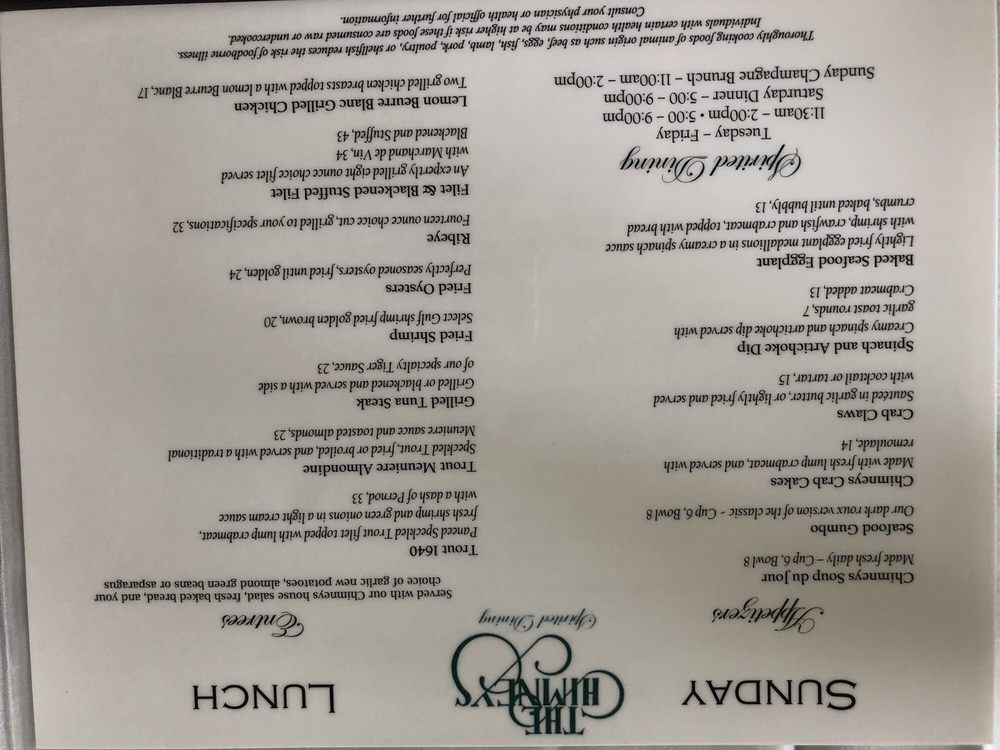 SUNDAY
THE
CHIMNEYS
Spirited Dining
LUNCH
Appetizers
Chimneys Soup du Jour
Made fresh daily – Cup 6, Bowl 8
Seafood Gumbo
Our dark roux version of the classic - Cup 6, Bowl 8
Chimneys Crab Cakes
Made with fresh lump crabmeat, and served with
remoulade, 14
Crab Claws
Sautéed in garlic butter, or lightly fried and served
with cocktail or tartar, 15
Spinach and Artichoke Dip
Creamy spinach and artichoke dip served with
garlic toast rounds, 7
Crabmeat added, 13
Baked Seafood Eggplant
Lightly fried eggplant medallions in a creamy spinach sauce
with shrimp, crawfish and crabmeat, topped with bread
crumbs, baked until bubbly, 13
Spirited Dining
Tuesday – Friday
11:30am – 2:00pm • 5:00 – 9:00pm
Saturday Dinner – 5:00 – 9:00pm
Sunday Champagne Brunch – 11:00am – 2:00pm
Entrees
Served with our Chimneys house salad, fresh baked bread, and your
choice of garlic new potatoes, almond green beans or asparagus
Trout 1640
Panned Speckled Trout filet topped with lump crabmeat,
fresh shrimp and green onions in a light cream sauce
with a dash of Pernod, 33
Trout Meuniere Almondine
Speckled Trout, fried or broiled, and served with a traditional
Meuniere sauce and toasted almonds, 23
Grilled Tuna Steak
Grilled or blackened and served with a side
of our specialty Tiger Sauce, 23
Fried Shrimp
Select Gulf shrimp fried golden brown, 20
Fried Oysters
Perfectly seasoned oysters, fried until golden, 24
Ribeye
Fourteen ounce choice cut, grilled to your specifications, 32
Filet & Blackened Stuffed Filet
An expertly grilled eight ounce choice filet served
with Marchand de Vin, 34
Blackened and Stuffed, 43
Lemon Beurre Blanc Grilled Chicken
Two grilled chicken breasts topped with a lemon Beurre Blanc, 17
Thoroughly cooking foods of animal origin such as beef, eggs, fish, lamb, pork, poultry, or shellfish reduces the risk of foodborne illness.
Individuals with certain health conditions may be at higher risk if these foods are consumed raw or undercooked.
Consult your physician or health official for further information.